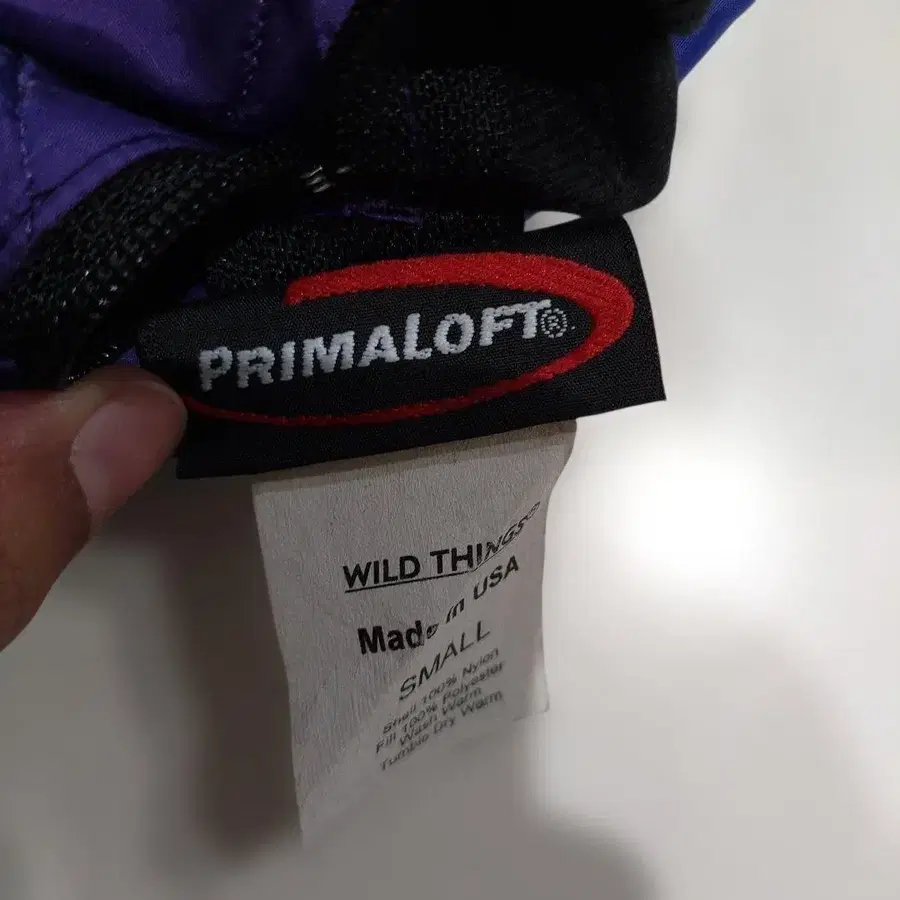 PRIMALOFT®
WILD THINGS®
Made in USA
SMALL
Shell 100% Nylon
Fill 100% Polyester
Wash Warm
Tumble Dry Warm